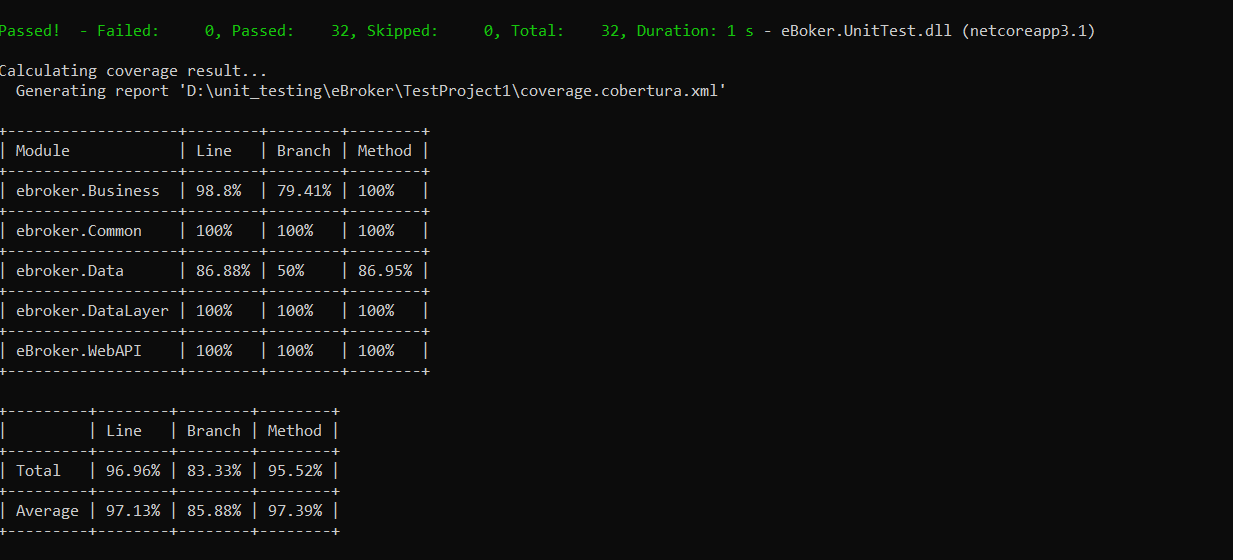 Passed!  - Failed:     0, Passed:    32, Skipped:     0, Total:    32, Duration: 1 s - eBoker.UnitTest.dll (netcoreapp3.1)
Calculating coverage result...
  Generating report 'D:\unit_testing\eBroker\TestProject1\coverage.cobertura.xml'
+------------------+--------+--------+--------+
| Module           | Line   | Branch | Method |
+------------------+--------+--------+--------+
| ebroker.Business | 98.8%  | 79.41% | 100%   |
+------------------+--------+--------+--------+
| ebroker.Common   | 100%   | 100%   | 100%   |
+------------------+--------+--------+--------+
| ebroker.Data     | 86.88% | 50%    | 86.95% |
+------------------+--------+--------+--------+
| ebroker.DataLayer | 100%   | 100%   | 100%   |
+------------------+--------+--------+--------+
| eBroker.WebAPI   | 100%   | 100%   | 100%   |
+------------------+--------+--------+--------+
+---------+--------+--------+--------+
|         | Line   | Branch | Method |
+---------+--------+--------+--------+
| Total   | 96.96% | 83.33% | 95.52% |
+---------+--------+--------+--------+
| Average | 97.13% | 85.88% | 97.39% |
+---------+--------+--------+--------+